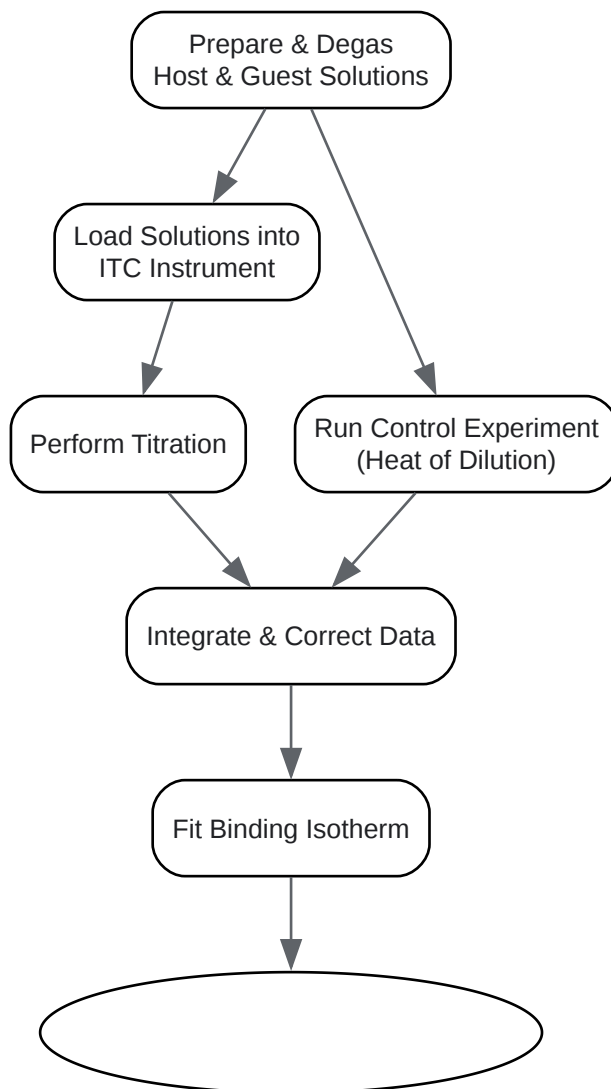 Prepare & Degas
Host & Guest Solutions
Load Solutions into
ITC Instrument
Perform Titration
Run Control Experiment
(Heat of Dilution)
Integrate & Correct Data
Fit Binding Isotherm